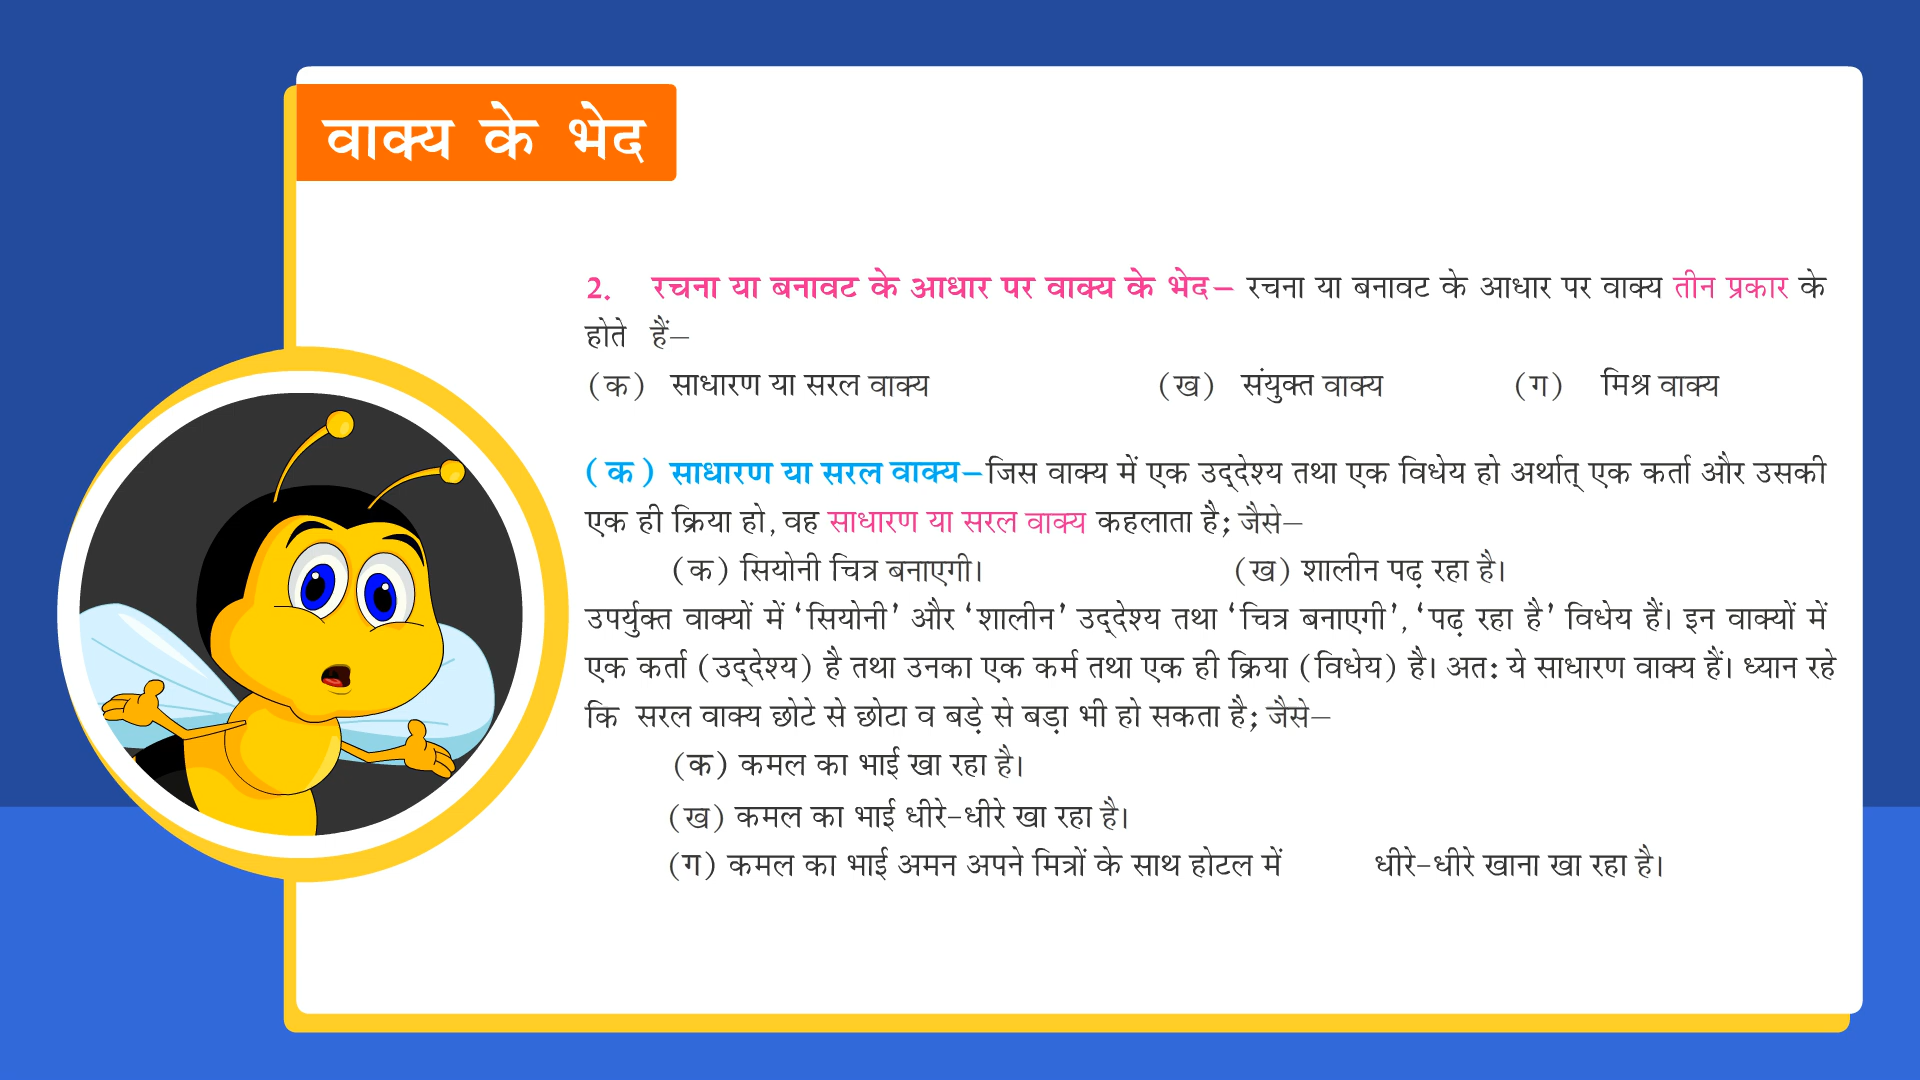 वाक्य के भेद
2. रचना या बनावट के आधार पर वाक्य के भेद– रचना या बनावट के आधार पर वाक्य तीन प्रकार के
होते हैं–
(क) साधारण या सरल वाक्य (ख) संयुक्त वाक्य (ग) मिश्र वाक्य
(क) साधारण या सरल वाक्य–जिस वाक्य में एक उद्‌देश्य तथा एक विधेय हो अर्थात् एक कर्ता और उसकी
एक ही क्रिया हो, वह साधारण या सरल वाक्य कहलाता है; जैसे–
(क) सियोनी चित्र बनाएगी। (ख) शालीन पढ़ रहा है।
उपर्युक्त वाक्यों में ‘सियोनी’ और ‘शालीन’ उद्‌देश्य तथा ‘चित्र बनाएगी’, ‘पढ़ रहा है’ विधेय हैं। इन वाक्यों में
एक कर्ता (उद्‌देश्य) है तथा उनका एक कर्म तथा एक ही क्रिया (विधेय) है। अतः ये साधारण वाक्य हैं। ध्यान रहे
कि सरल वाक्य छोटे से छोटा व बड़े से बड़ा भी हो सकता है; जैसे–
(क) कमल का भाई खा रहा है।
(ख) कमल का भाई धीरे-धीरे खा रहा है।
(ग) कमल का भाई अमन अपने मित्रों के साथ होटल में धीरे-धीरे खाना खा रहा है।